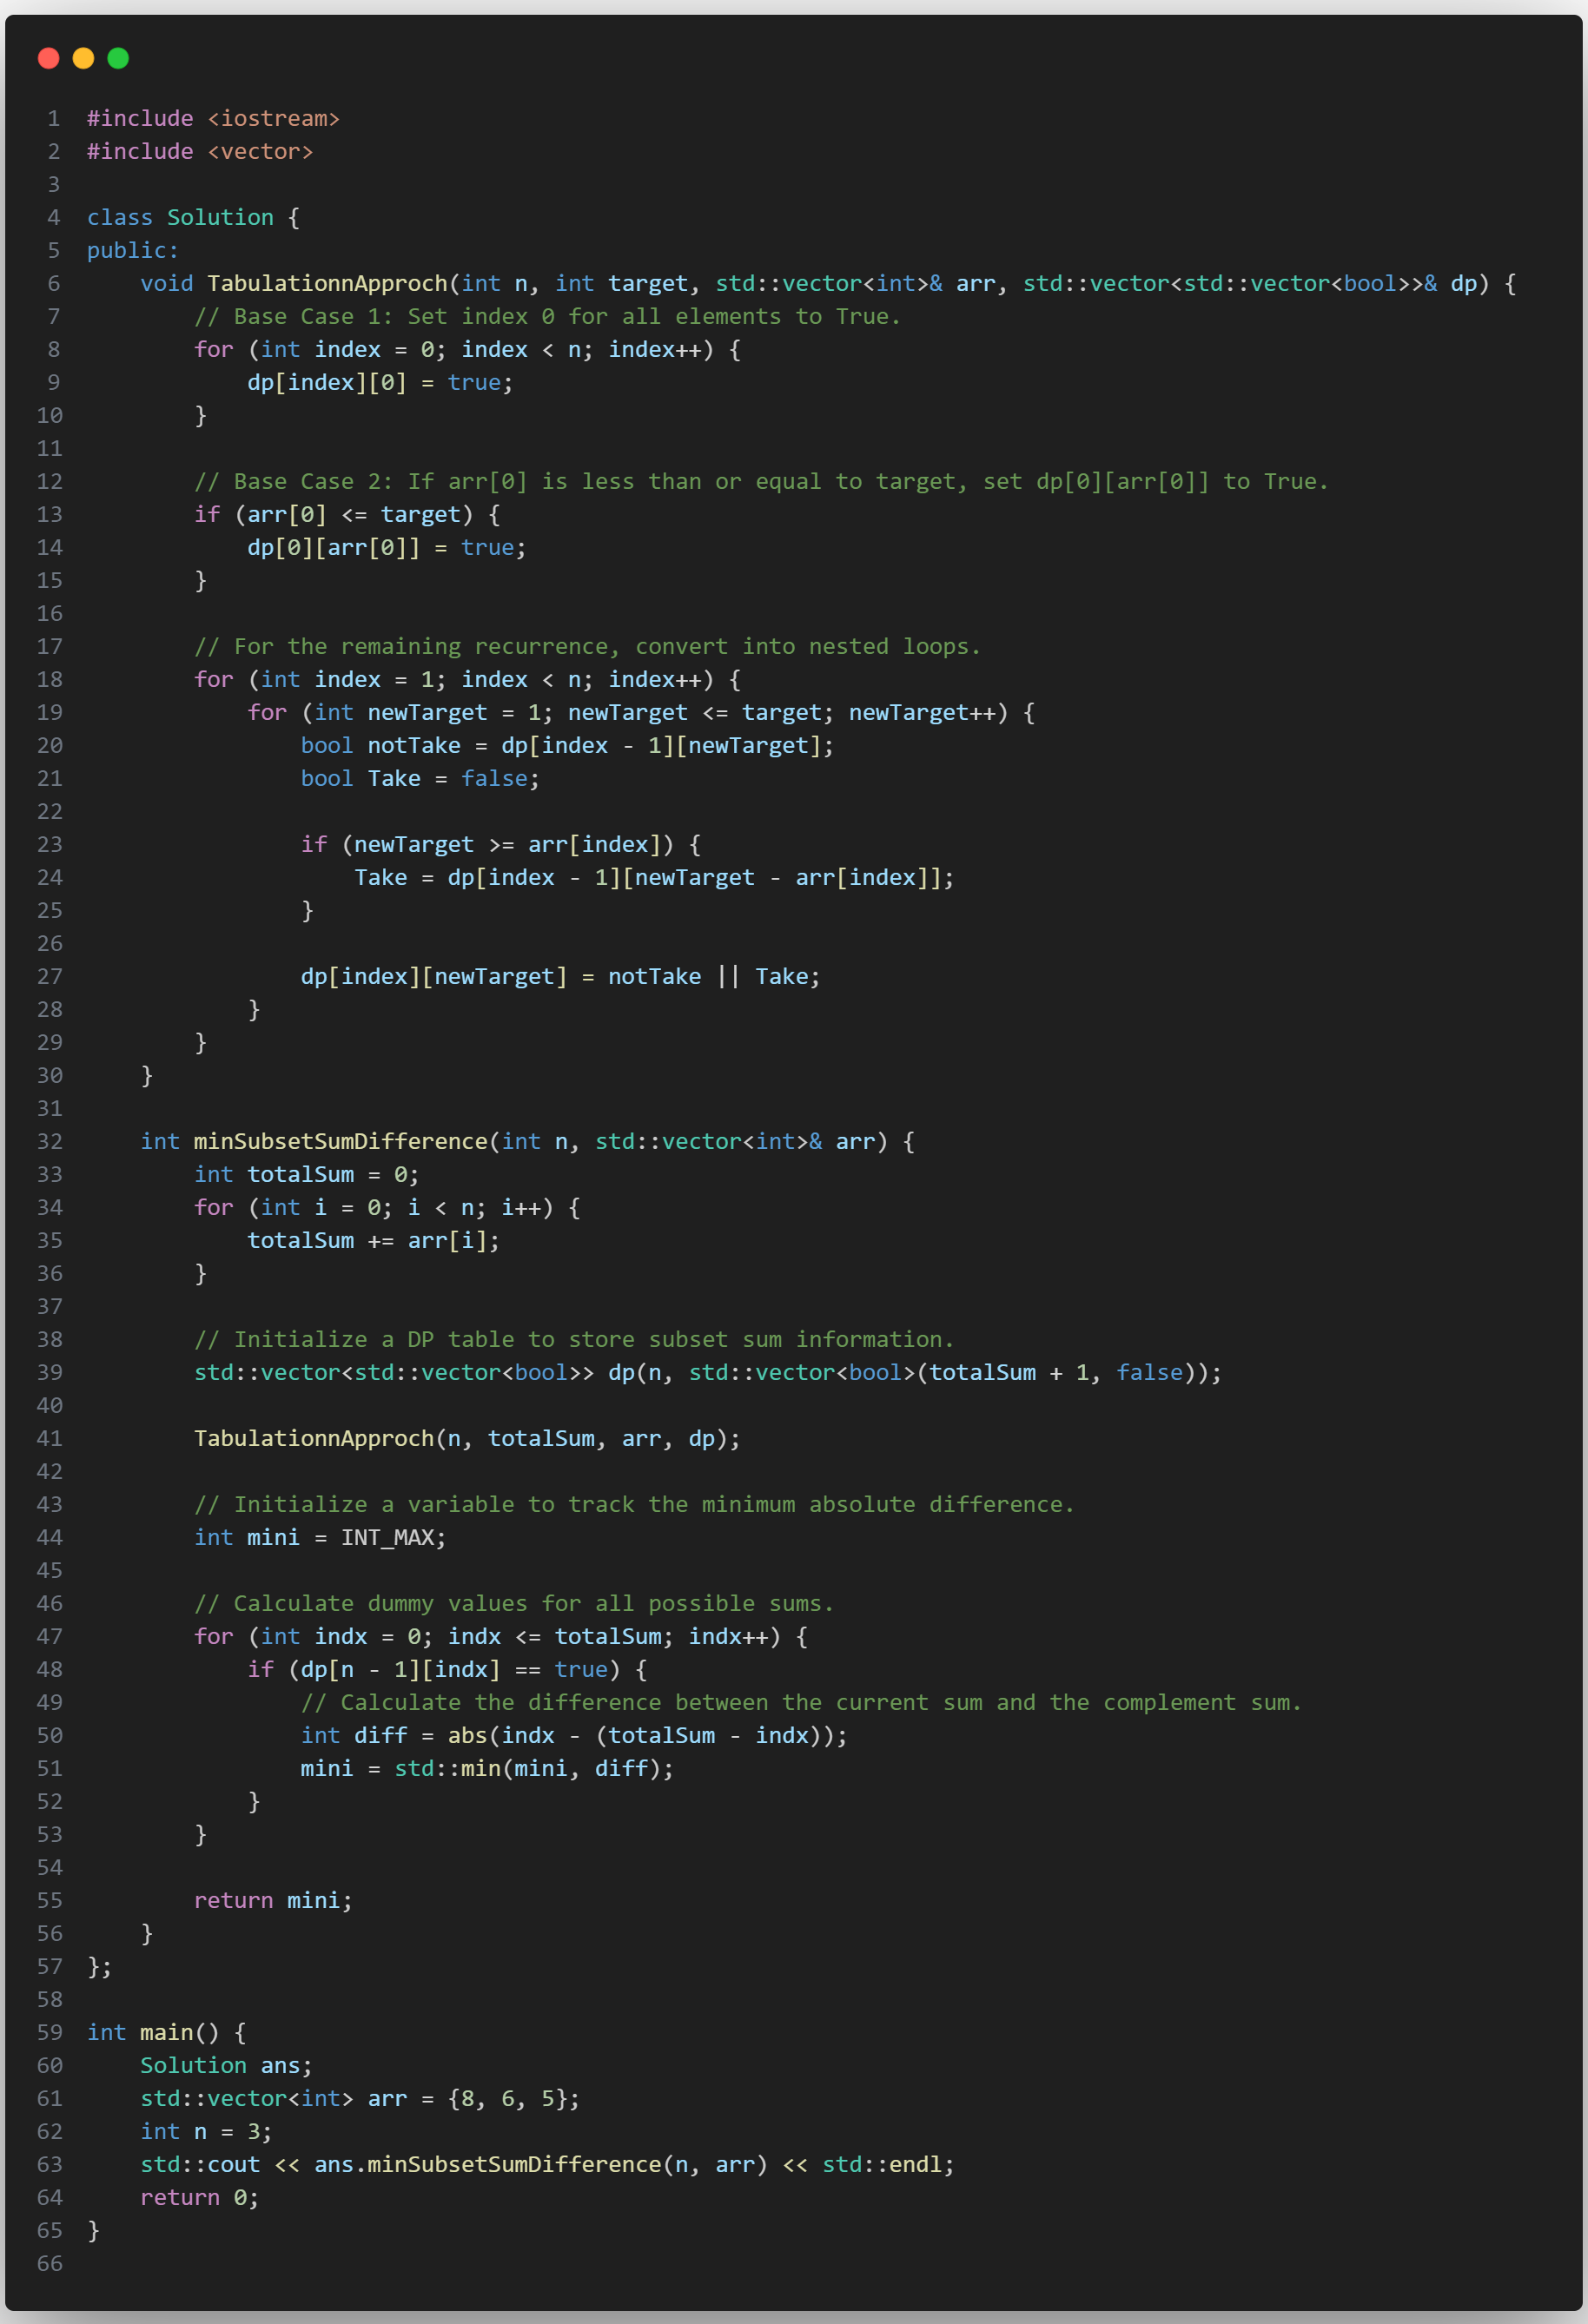 1 #include <iostream>
2 #include <vector>
3
4 class Solution {
5 public:
6     void TabulationnApproch(int n, int target, std::vector<int>& arr, std::vector<std::vector<bool>>& dp) {
7         // Base Case 1: Set index 0 for all elements to True.
8         for (int index = 0; index < n; index++) {
9             dp[index][0] = true;
10         }
11
12         // Base Case 2: If arr[0] is less than or equal to target, set dp[0][arr[0]] to True.
13         if (arr[0] <= target) {
14             dp[0][arr[0]] = true;
15         }
16
17         // For the remaining recurrence, convert into nested loops.
18         for (int index = 1; index < n; index++) {
19             for (int newTarget = 1; newTarget <= target; newTarget++) {
20                 bool notTake = dp[index - 1][newTarget];
21                 bool Take = false;
22
23                 if (newTarget >= arr[index]) {
24                     Take = dp[index - 1][newTarget - arr[index]];
25                 }
26
27                 dp[index][newTarget] = notTake || Take;
28             }
29         }
30     }
31
32     int minSubsetSumDifference(int n, std::vector<int>& arr) {
33         int totalSum = 0;
34         for (int i = 0; i < n; i++) {
35             totalSum += arr[i];
36         }
37
38         // Initialize a DP table to store subset sum information.
39         std::vector<std::vector<bool>> dp(n, std::vector<bool>(totalSum + 1, false));
40
41         TabulationnApproch(n, totalSum, arr, dp);
42
43         // Initialize a variable to track the minimum absolute difference.
44         int mini = INT_MAX;
45
46         // Calculate dummy values for all possible sums.
47         for (int indx = 0; indx <= totalSum; indx++) {
48             if (dp[n - 1][indx] == true) {
49                 // Calculate the difference between the current sum and the complement sum.
50                 int diff = abs(indx - (totalSum - indx));
51                 mini = std::min(mini, diff);
52             }
53         }
54
55         return mini;
56     }
57 };
58
59 int main() {
60     Solution ans;
61     std::vector<int> arr = {8, 6, 5};
62     int n = 3;
63     std::cout << ans.minSubsetSumDifference(n, arr) << std::endl;
64     return 0;
65 }
66